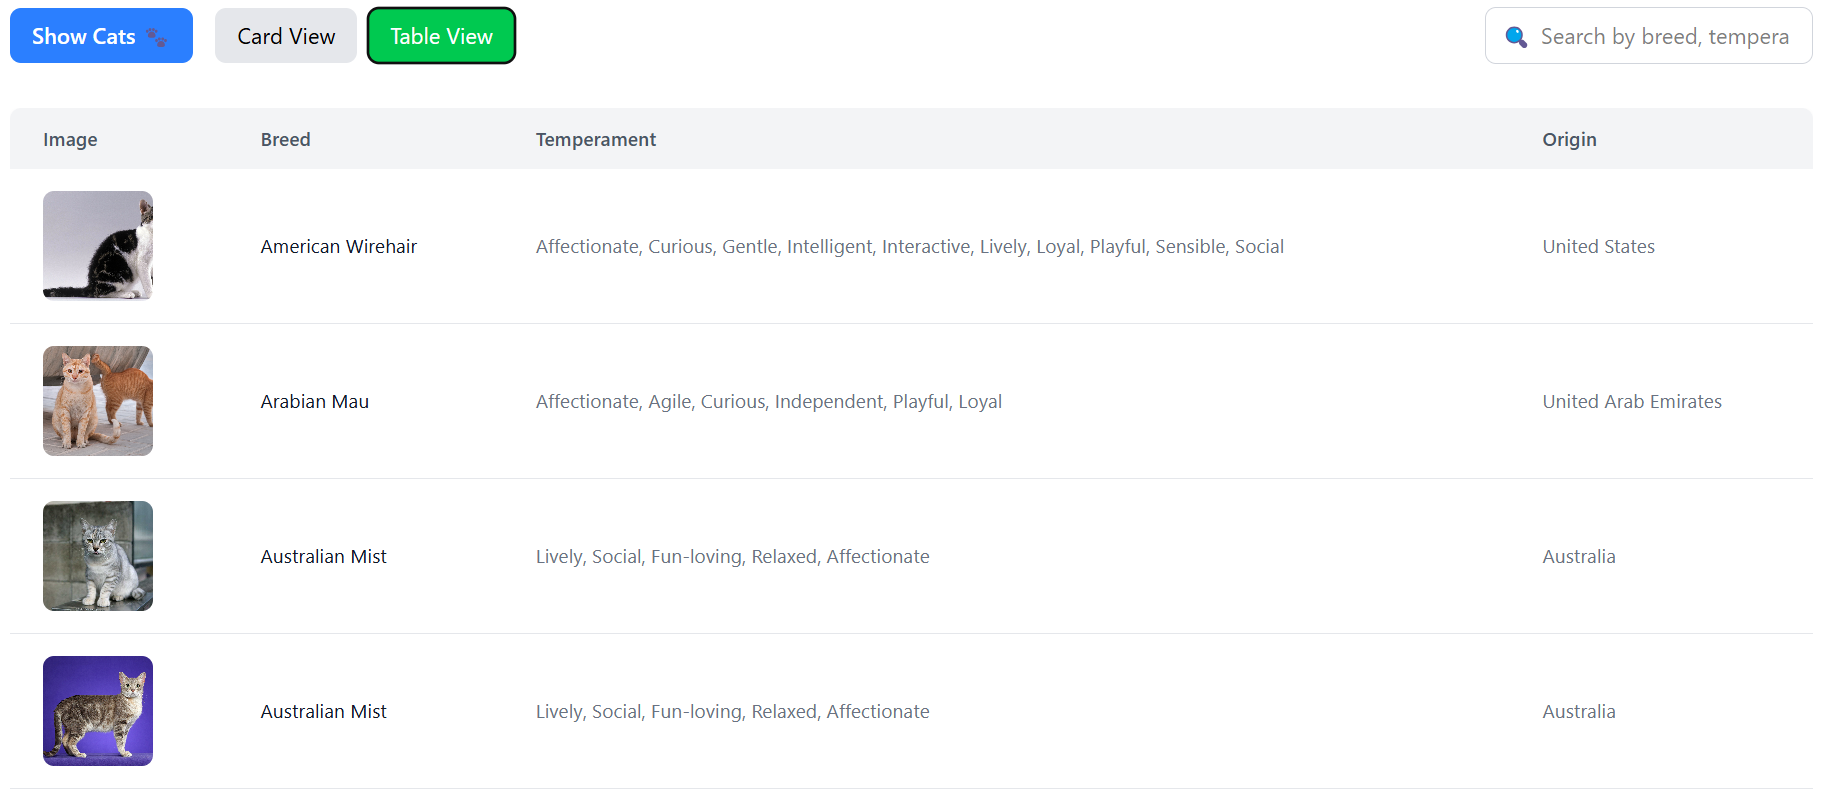 Show Cats 🐾 Card View Table View 🔍 Search by breed, tempera
Image Breed Temperament Origin
American Wirehair Affectionate, Curious, Gentle, Intelligent, Interactive, Lively, Loyal, Playful, Sensible, Social United States
Arabian Mau Affectionate, Agile, Curious, Independent, Playful, Loyal United Arab Emirates
Australian Mist Lively, Social, Fun-loving, Relaxed, Affectionate Australia
Australian Mist Lively, Social, Fun-loving, Relaxed, Affectionate Australia